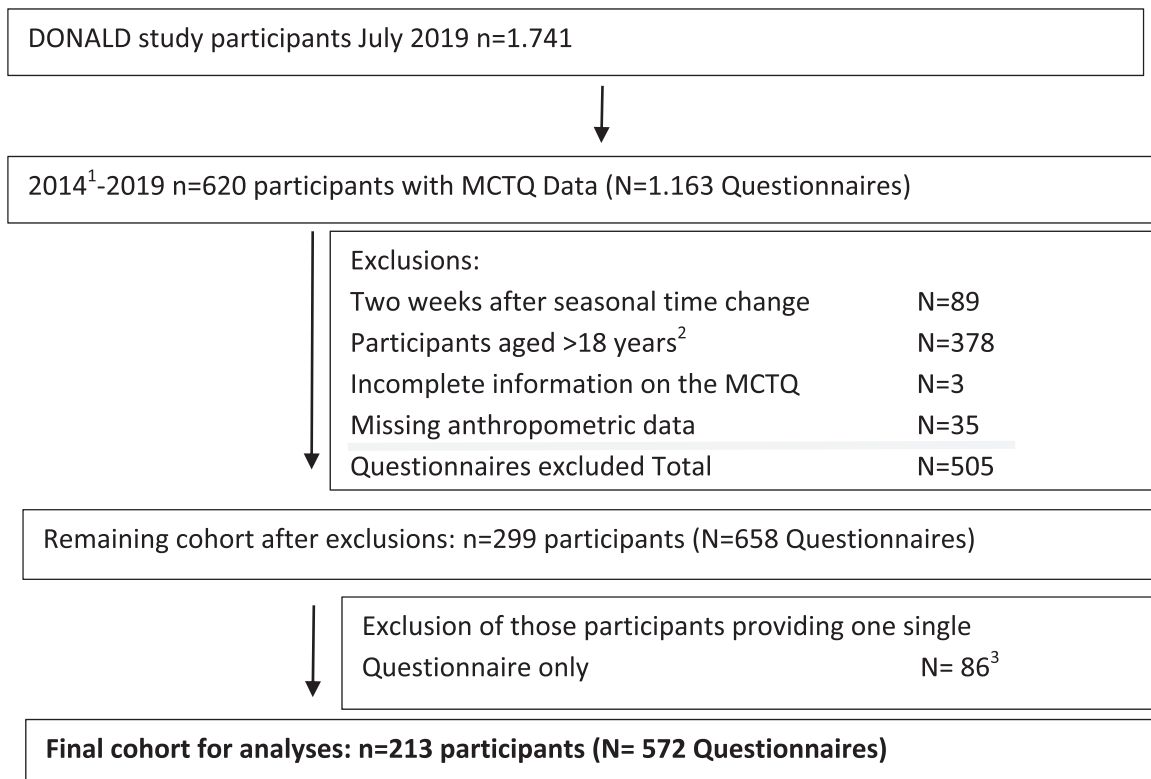 DONALD study participants July 2019 n=1.741
2014¹-2019 n=620 participants with MCTQ Data (N=1.163 Questionnaires)
Exclusions:
Two weeks after seasonal time change N=89
Participants aged >18 years² N=378
Incomplete information on the MCTQ N=3
Missing anthropometric data N=35
Questionnaires excluded Total N=505
Remaining cohort after exclusions: n=299 participants (N=658 Questionnaires)
Exclusion of those participants providing one single
Questionnaire only N= 86³
Final cohort for analyses: n=213 participants (N= 572 Questionnaires)